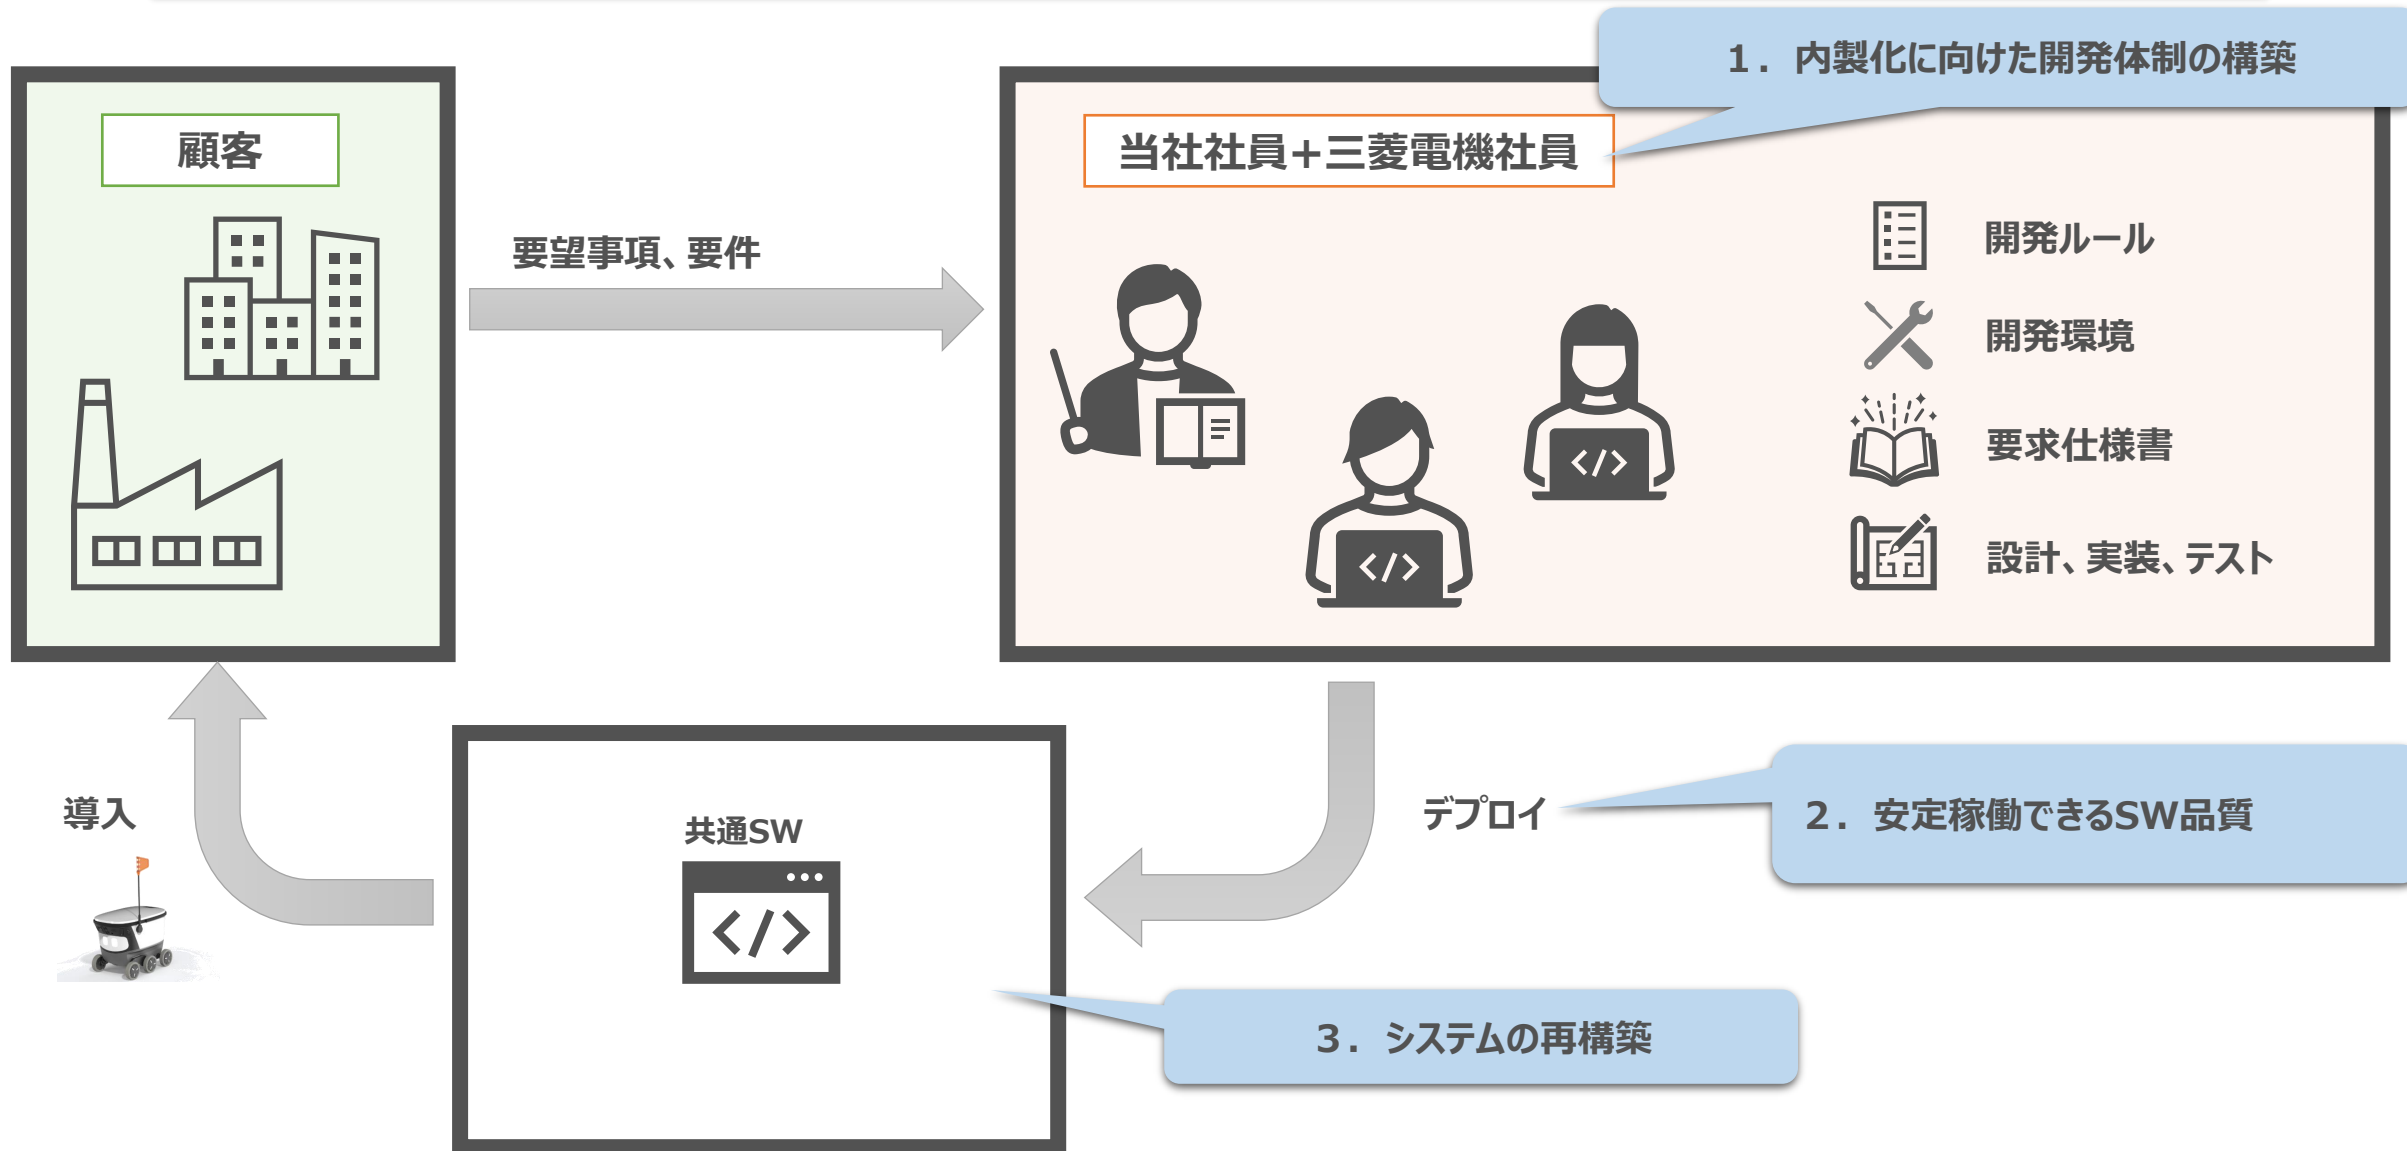 1. 内製化に向けた開発体制の構築
顧客
当社社員+三菱電機社員
要望事項、要件
開発ルール
開発環境
要求仕様書
</>
</>
設計、実装、テスト
導入
共通SW
</>
デプロイ
2. 安定稼働できるSW品質
3. システムの再構築